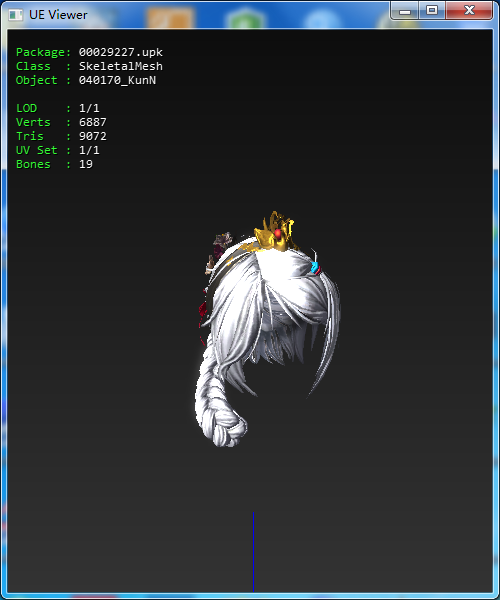 UE Viewer
Package: 00029227.upk
Class : SkeletalMesh
Object : 040170_KunN
LOD : 1/1
Verts : 6887
Tris : 9072
UV Set : 1/1
Bones : 19